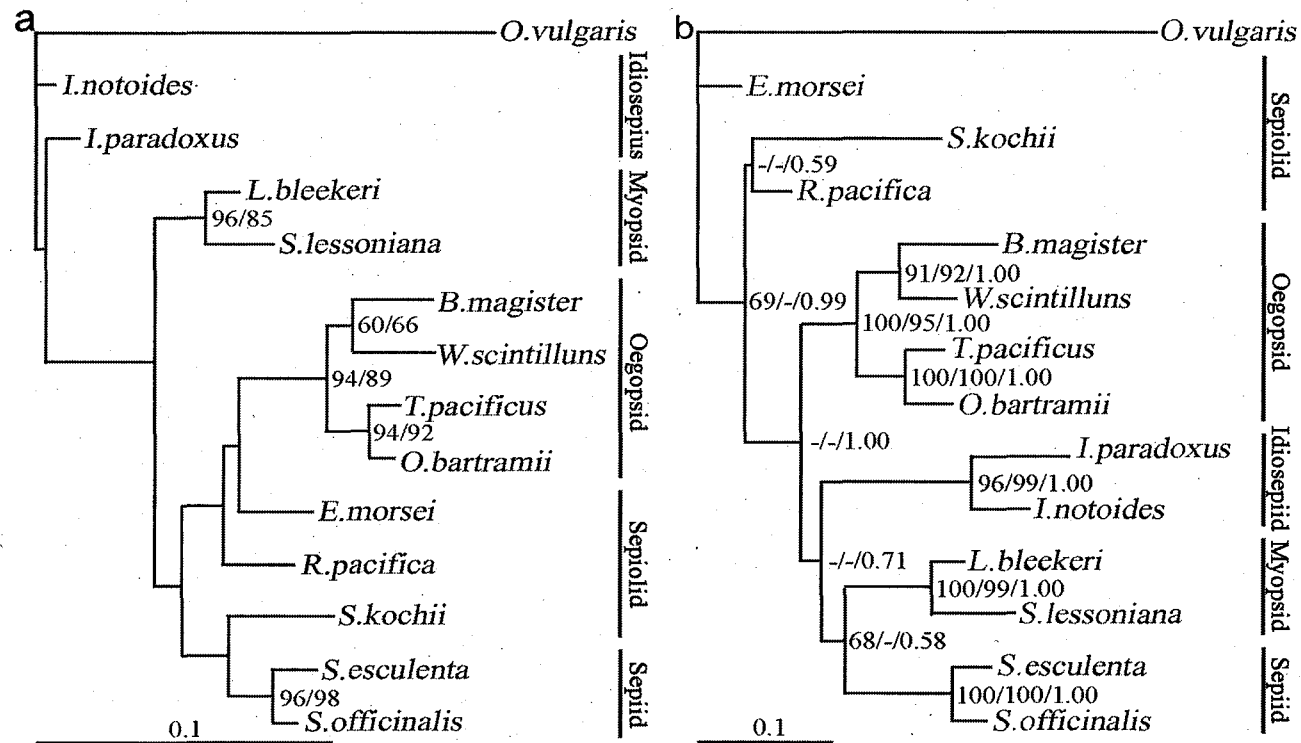 a
O.vulgaris
I.notoides
I.paradoxus
L.bleekeri
96/85
S.lessoniana
B.magister
60/66
W.scintilluns
94/89
T.pacificus
94/92
O.bartramii
E.morsei
R.pacifica
S.kochii
S.esculenta
96/98
S.officinalis
0.1
Idiosepius
Myopsid
Oegopsid
Sepiolid
Sepiid
b
O.vulgaris
E.morsei
S.kochii
-/-/0.59
R.pacifica
B.magister
91/92/1.00
W.scintilluns
69/-/0.99
100/95/1.00
T.pacificus
100/100/1.00
O.bartramii
-/-/1.00
I.paradoxus
96/99/1.00
I.notoides
-/-/0.71
L.bleekeri
100/99/1.00
S.lessoniana
68/-/0.58
S.esculenta
100/100/1.00
S.officinalis
0.1
Sepiolid
Oegopsid
Idiosepiid
Myopsid
Sepiid